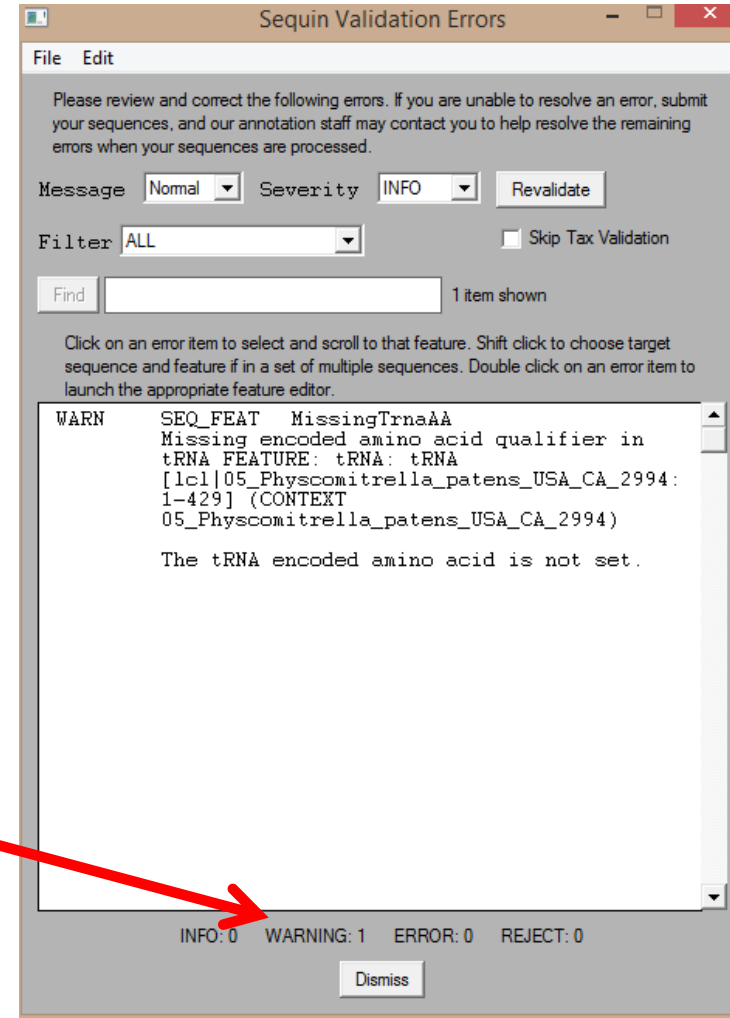 Sequin Validation Errors
File Edit
Please review and correct the following errors. If you are unable to resolve an error, submit
your sequences, and our annotation staff may contact you to help resolve the remaining
errors when your sequences are processed.
Message Normal Severity INFO Revalidate
Filter ALL Skip Tax Validation
Find 1 item shown
Click on an error item to select and scroll to that feature. Shift click to choose target
sequence and feature if in a set of multiple sequences. Double click on an error item to
launch the appropriate feature editor.
WARN SEQ_FEAT MissingTrnaAA
Missing encoded amino acid qualifier in
tRNA FEATURE: tRNA: tRNA
[lcl|05_Physcomitrella_patens_USA_CA_2994:
1-429] (CONTEXT
05_Physcomitrella_patens_USA_CA_2994)
The tRNA encoded amino acid is not set.
INFO: 0 WARNING: 1 ERROR: 0 REJECT: 0
Dismiss